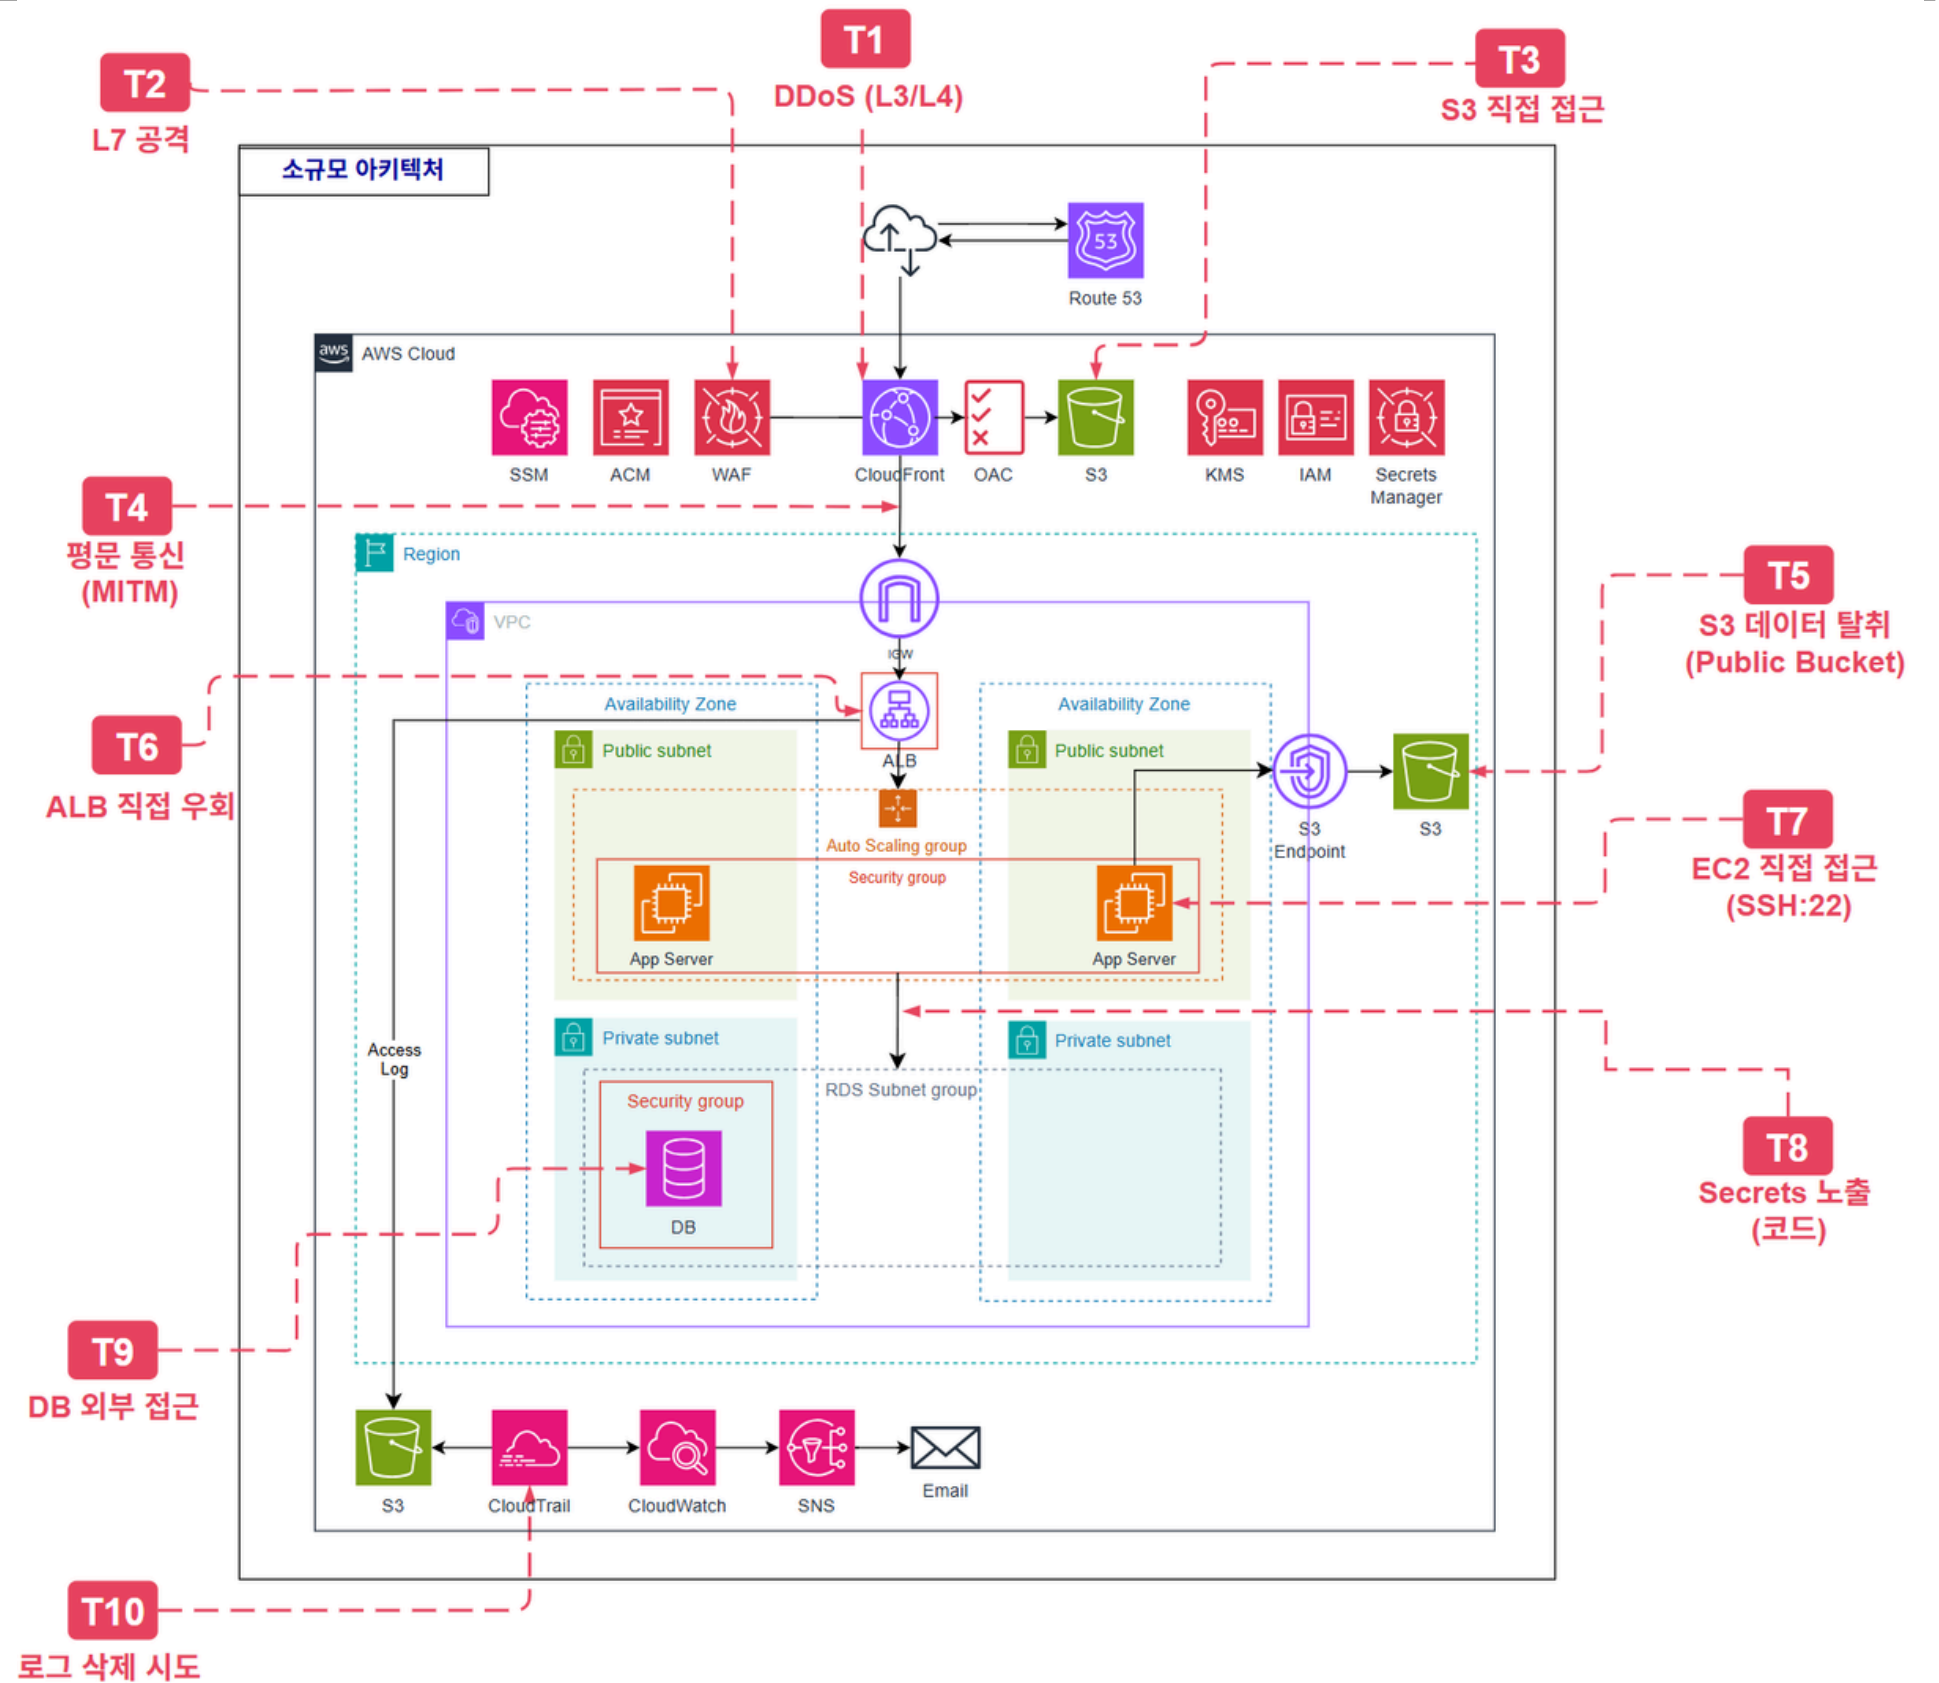 T1
DDoS (L3/L4)
T2
L7 공격
T3
S3 직접 접근
소규모 아키텍처
53
Route 53
aws
AWS Cloud
SSM
ACM
WAF
CloudFront
OAC
S3
KMS
IAM
Secrets
Manager
T4
평문 통신
(MITM)
Region
VPC
IGW
T5
S3 데이터 탈취
(Public Bucket)
T6
ALB 직접 우회
Availability Zone
Availability Zone
Public subnet
Public subnet
ALB
Auto Scaling group
Security group
App Server
App Server
S3
Endpoint
S3
T7
EC2 직접 접근
(SSH:22)
Private subnet
Private subnet
Access
Log
RDS Subnet group
Security group
DB
T8
Secrets 노출
(코드)
T9
DB 외부 접근
S3
CloudTrail
CloudWatch
SNS
Email
T10
로그 삭제 시도